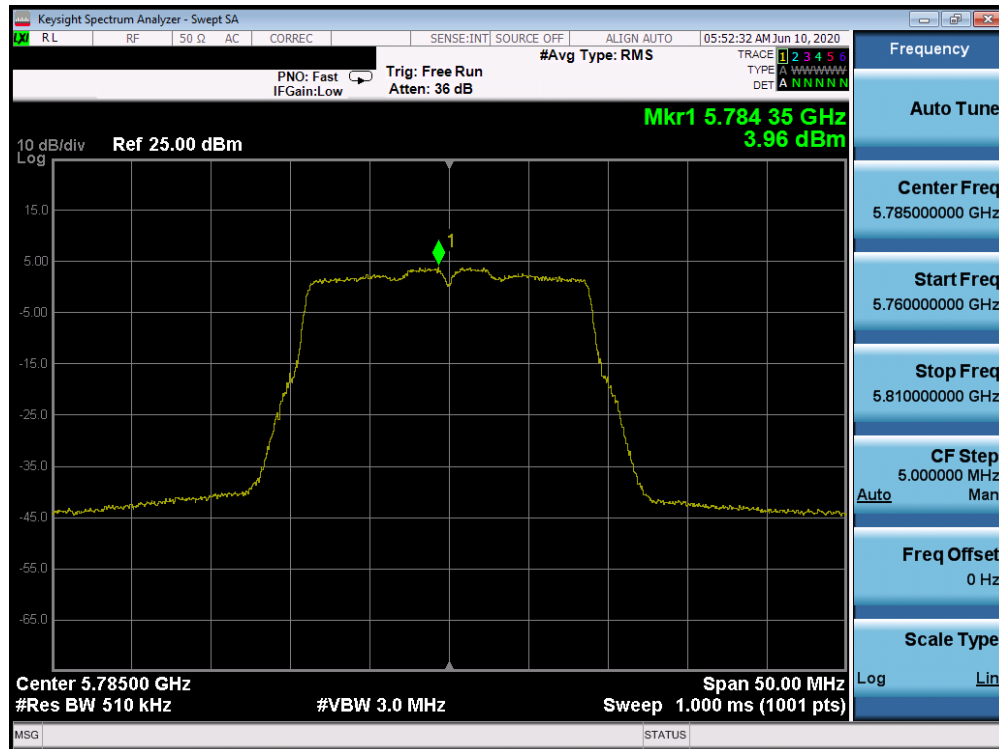 Keysight Spectrum Analyzer - Swept SA
LXI RL RF 50 Ω AC CORREC SENSE:INT SOURCE OFF ALIGN AUTO 05:52:32 AM Jun 10, 2020
#Avg Type: RMS
TRACE 1 2 3 4 5 6
TYPE A WWWWW
DET A N N N N N
PNO: Fast
IFGain:Low
Trig: Free Run
Atten: 36 dB
Mkr1 5.784 35 GHz
3.96 dBm
10 dB/div
Log
Ref 25.00 dBm
15.0
5.00
-5.00
-15.0
-25.0
-35.0
-45.0
-55.0
-65.0
1
Center 5.78500 GHz
Span 50.00 MHz
#Res BW 510 kHz
#VBW 3.0 MHz
Sweep 1.000 ms (1001 pts)
MSG
STATUS
Frequency
Auto Tune
Center Freq
5.785000000 GHz
Start Freq
5.760000000 GHz
Stop Freq
5.810000000 GHz
CF Step
5.000000 MHz
Auto Man
Freq Offset
0 Hz
Scale Type
Log Lin